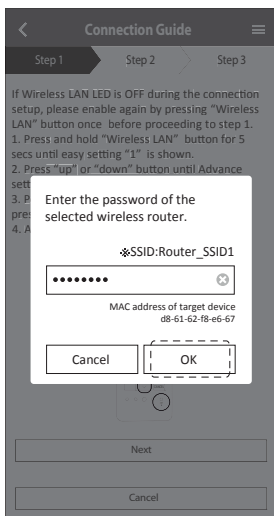 Connection Guide
Step 1
Step 2
Step 3
If Wireless LAN LED is OFF during the connection
setup, please enable again by pressing "Wireless
LAN" button once before proceeding to step 1.
1. Press and hold "Wireless LAN" button for 5
secs until easy setting "1" is shown.
2. Press "up" or "down" button until Advance
sett
3. P
pres
4. A
Enter the password of the
selected wireless router.
※SSID:Router_SSID1
••••••••
MAC address of target device
d8-61-62-f8-e6-67
Cancel
OK
Next
Cancel